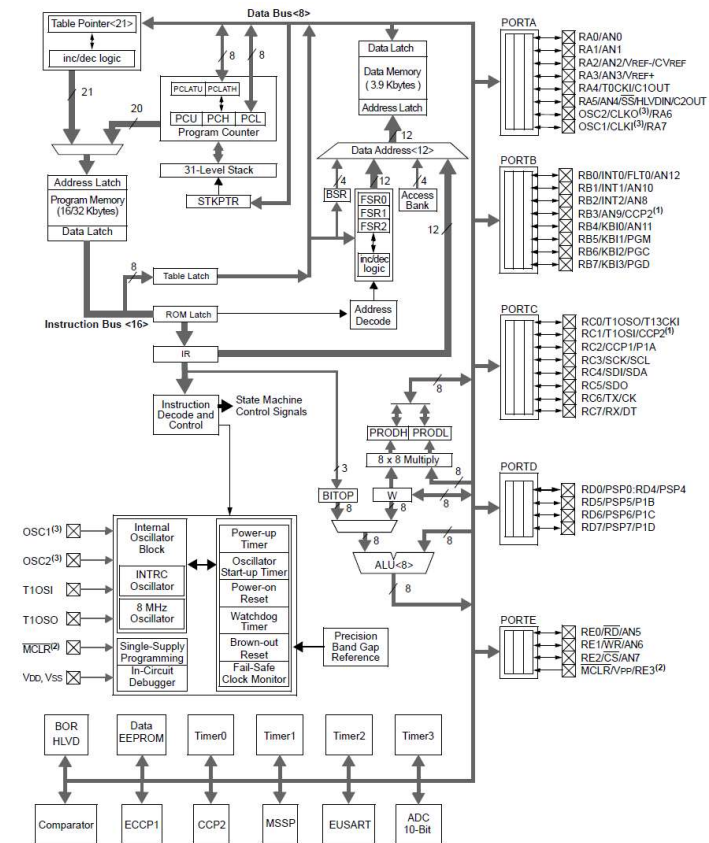 Data Bus<8>
Table Pointer<21>
inc/dec logic
21
20
8
8
PCLATU PCLATH
PCU PCH PCL
Program Counter
31-Level Stack
STKPTR
Address Latch
Program Memory
(16/32 Kbytes)
Data Latch
8
Table Latch
Instruction Bus <16>
ROM Latch
IR
Data Latch
Data Memory
( 3.9 Kbytes )
Address Latch
12
Data Address<12>
4
12
4
BSR
FSR0
FSR1
FSR2
inc/dec
logic
Access
Bank
12
Address
Decode
Instruction
Decode and
Control
State Machine
Control Signals
8
PRODH PRODL
8 x 8 Multiply
3
8
BITOP
W
8
8
8
8
8
ALU<8>
8
OSC1(3)
OSC2(3)
T1OSI
T1OSO
MCLR(2)
VDD, VSS
Internal
Oscillator
Block
INTRC
Oscillator
8 MHz
Oscillator
Single-Supply
Programming
In-Circuit
Debugger
Power-up
Timer
Oscillator
Start-up Timer
Power-on
Reset
Watchdog
Timer
Brown-out
Reset
Fail-Safe
Clock Monitor
Precision
Band Gap
Reference
BOR
HLVD
Data
EEPROM
Timer0
Timer1
Timer2
Timer3
Comparator
ECCP1
CCP2
MSSP
EUSART
ADC
10-Bit
PORTA
RA0/AN0
RA1/AN1
RA2/AN2/VREF-/CVREF
RA3/AN3/VREF+
RA4/T0CKI/C1OUT
RA5/AN4/SS/HLVDIN/C2OUT
OSC2/CLKO(3)/RA6
OSC1/CLKI(3)/RA7
PORTB
RB0/INT0/FLT0/AN12
RB1/INT1/AN10
RB2/INT2/AN8
RB3/AN9/CCP2(1)
RB4/KBI0/AN11
RB5/KBI1/PGM
RB6/KBI2/PGC
RB7/KBI3/PGD
PORTC
RC0/T1OSO/T13CKI
RC1/T1OSI/CCP2(1)
RC2/CCP1/P1A
RC3/SCK/SCL
RC4/SDI/SDA
RC5/SDO
RC6/TX/CK
RC7/RX/DT
PORTD
RD0/PSP0:RD4/PSP4
RD5/PSP5/P1B
RD6/PSP6/P1C
RD7/PSP7/P1D
PORTE
RE0/RD/AN5
RE1/WR/AN6
RE2/CS/AN7
MCLR/VPP/RE3(2)